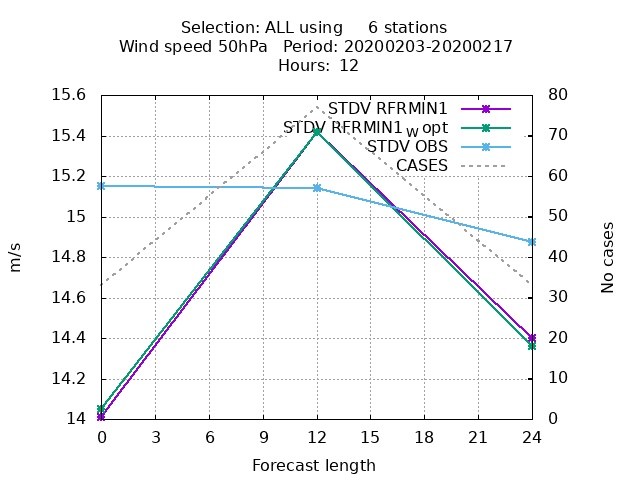 Selection: ALL using 6 stations
Wind speed 50hPa Period: 20200203-20200217
Hours: 12
STDV RFRMIN1
STDV RFRMIN1_w opt
STDV OBS
CASES
15.6
15.4
15.2
15
14.8
14.6
14.4
14.2
14
80
70
60
50
40
30
20
10
0
m/s
No cases
0 3 6 9 12 15 18 21 24
Forecast length